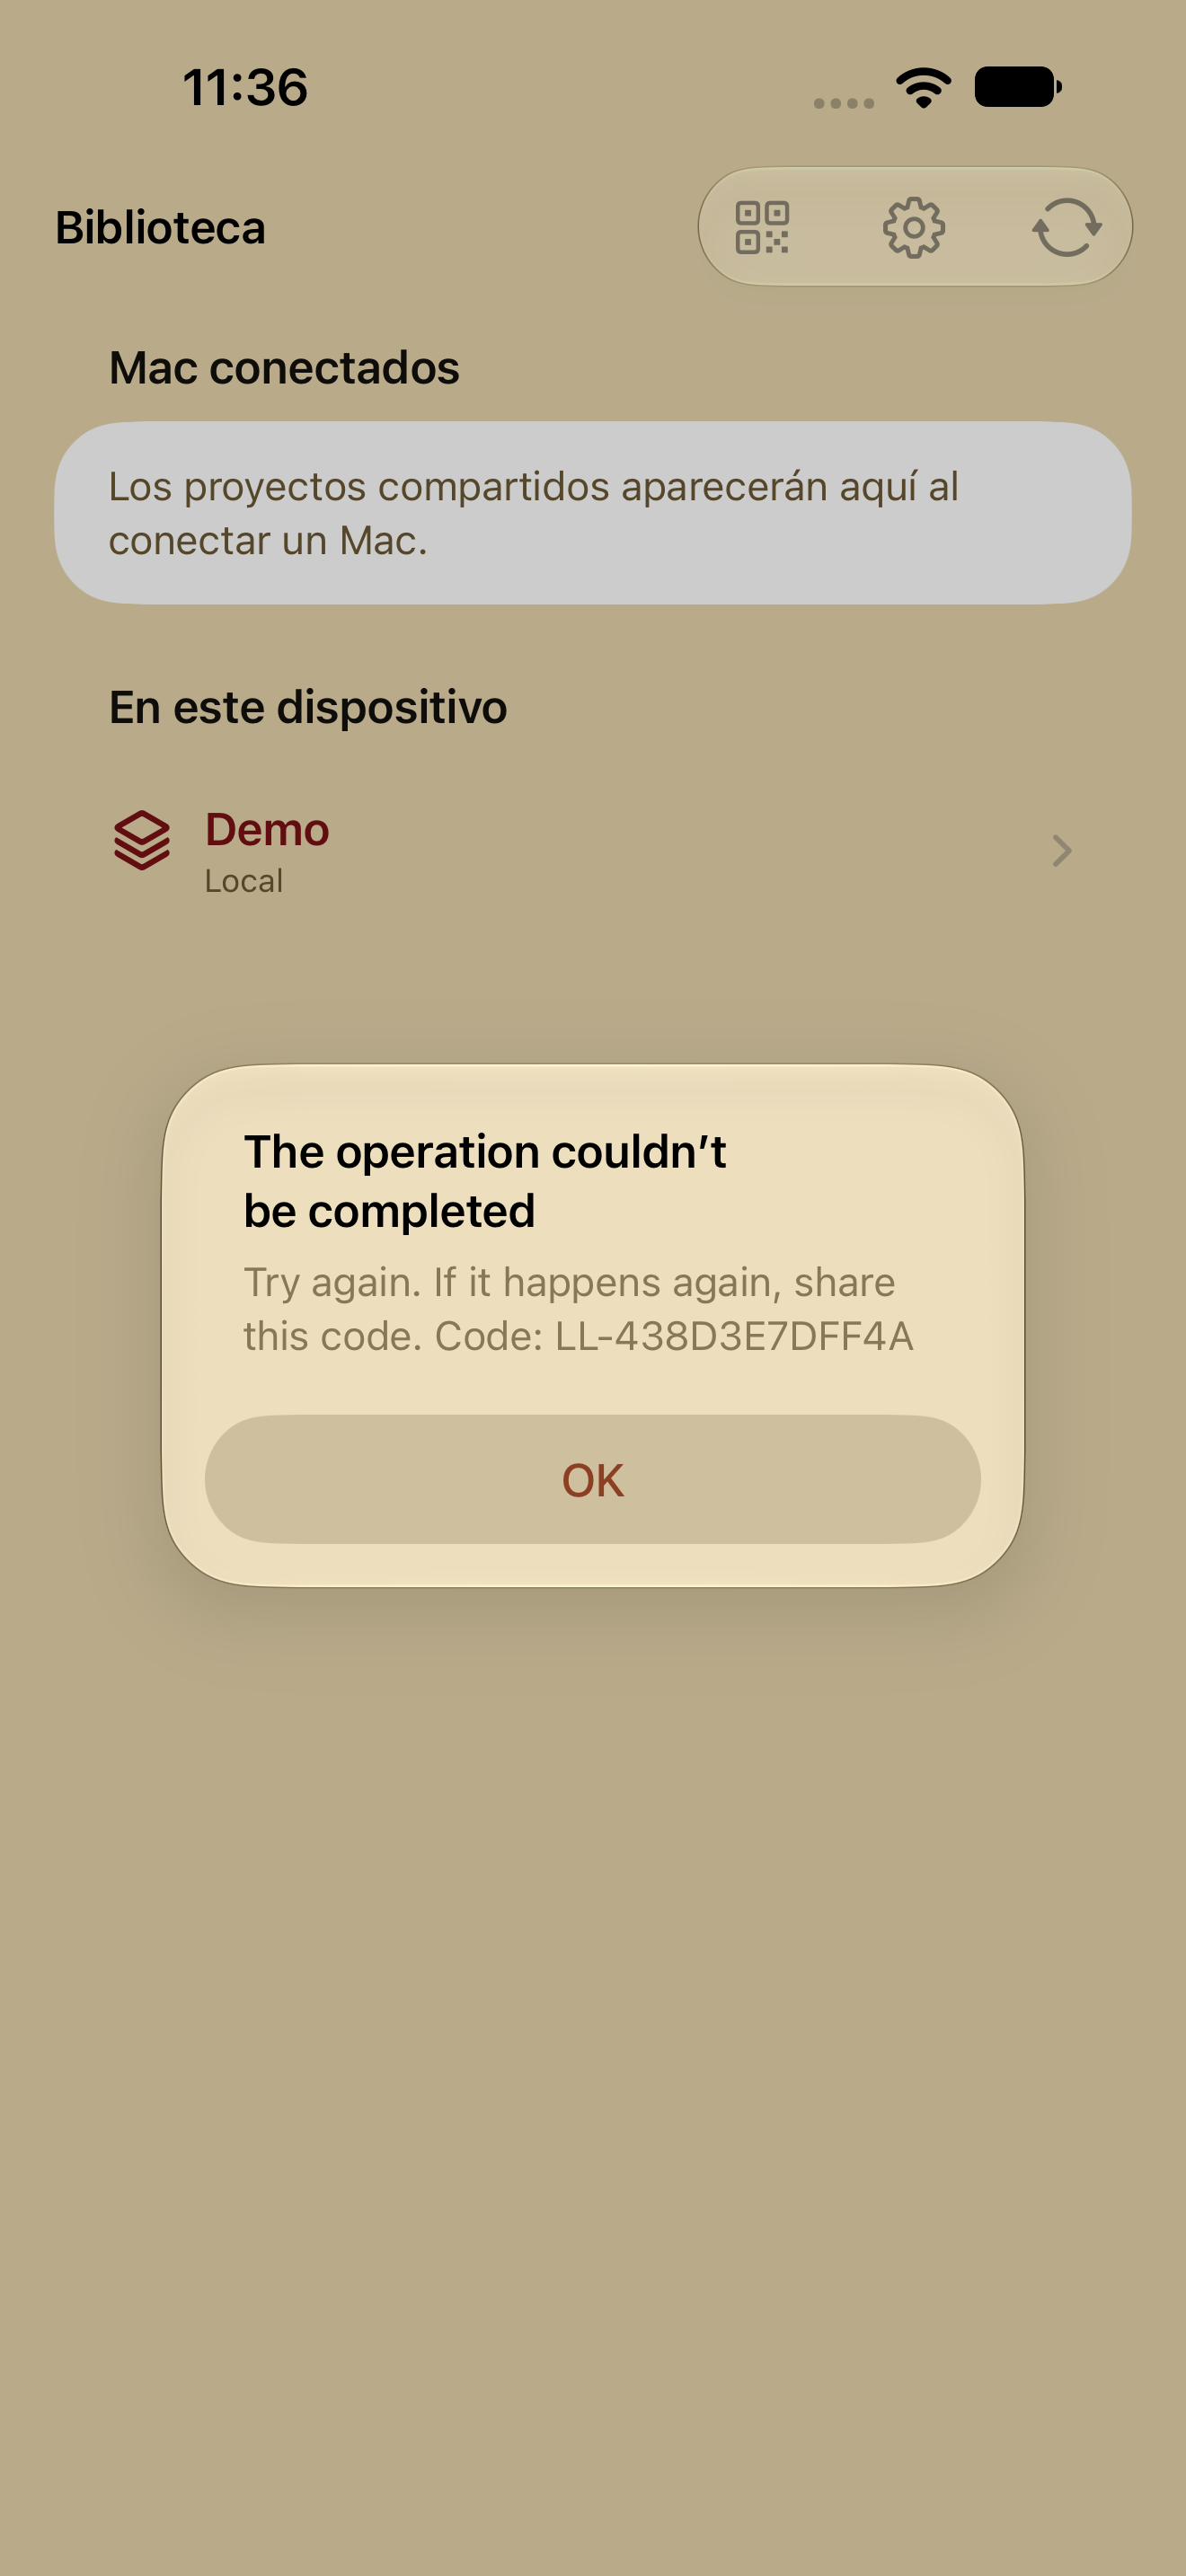 11:36
Biblioteca
Mac conectados
Los proyectos compartidos aparecerán aquí al
conectar un Mac.
En este dispositivo
Demo
Local
The operation couldn’t
be completed
Try again. If it happens again, share
this code. Code: LL-438D3E7DFF4A
OK